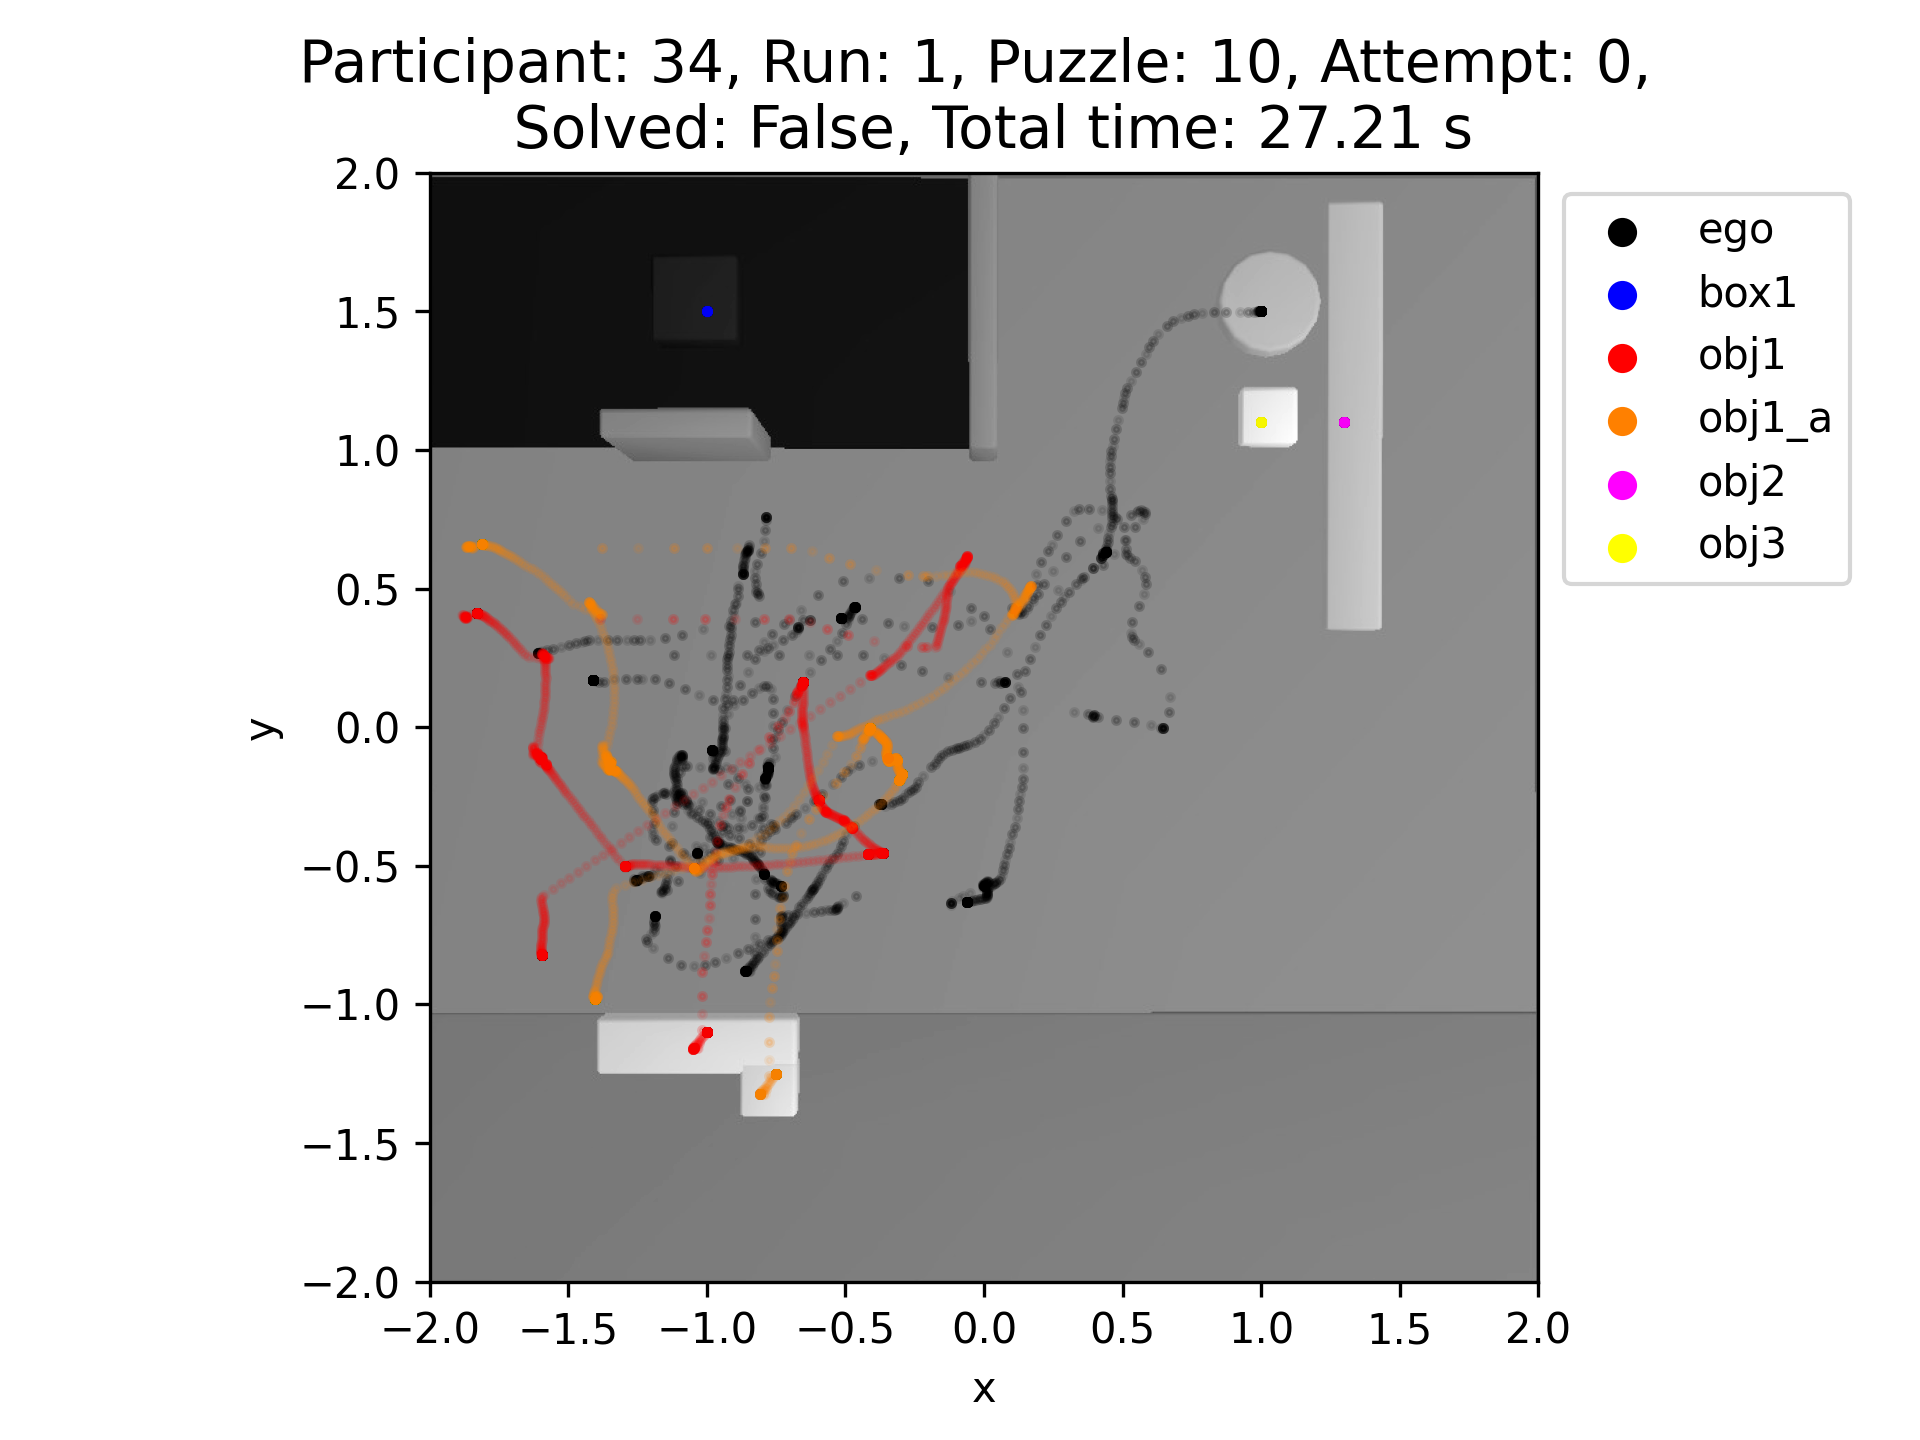 Participant: 34, Run: 1, Puzzle: 10, Attempt: 0,
Solved: False, Total time: 27.21 s
2.0
1.5
1.0
0.5
0.0
−0.5
−1.0
−1.5
−2.0
y
−2.0 −1.5 −1.0 −0.5 0.0 0.5 1.0 1.5 2.0
x
ego
box1
obj1
obj1_a
obj2
obj3